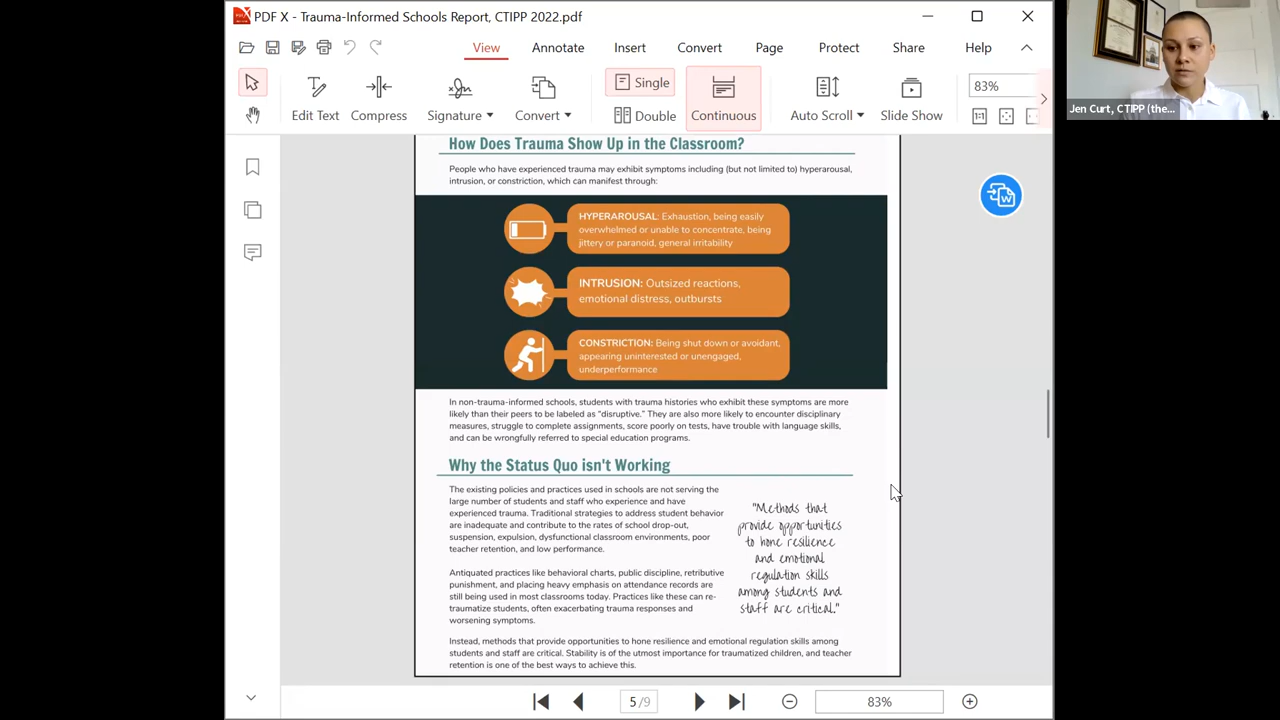 PDF X - Trauma-Informed Schools Report, CTIPP 2022.pdf
View Annotate Insert Convert Page Protect Share Help
Edit Text Compress Signature Convert Single Double Continuous Auto Scroll Slide Show 83%
Jen Curt, CTIPP (the...
How Does Trauma Show Up in the Classroom?
People who have experienced trauma may exhibit symptoms including (but not limited to) hyperarousal,
intrusion, or constriction, which can manifest through:
HYPERAROUSAL: Exhaustion, being easily
overwhelmed or unable to concentrate, being
jittery or paranoid, general irritability
INTRUSION: Outsized reactions,
emotional distress, outbursts
CONSTRICTION: Being shut down or avoidant,
appearing uninterested or unengaged,
underperformance
In non-trauma-informed schools, students with trauma histories who exhibit these symptoms are more
likely than their peers to be labeled as “disruptive.” They are also more likely to encounter disciplinary
measures, struggle to complete assignments, score poorly on tests, have trouble with language skills,
and can be wrongfully referred to special education programs.
Why the Status Quo isn't Working
The existing policies and practices used in schools are not serving the
large number of students and staff who experience and have
experienced trauma. Traditional strategies to address student behavior
are inadequate and contribute to the rates of school drop-out,
suspension, expulsion, dysfunctional classroom environments, poor
teacher retention, and low performance.
Antiquated practices like behavioral charts, public discipline, retributive
punishment, and placing heavy emphasis on attendance records are
still being used in most classrooms today. Practices like these can re-
traumatize students, often exacerbating trauma responses and
worsening symptoms.
"Methods that
provide opportunities
to hone resilience
and emotional
regulation skills
among students and
staff are critical."
Instead, methods that provide opportunities to hone resilience and emotional regulation skills among
students and staff are critical. Stability is of the utmost importance for traumatized children, and teacher
retention is one of the best ways to achieve this.
5 /9
83%